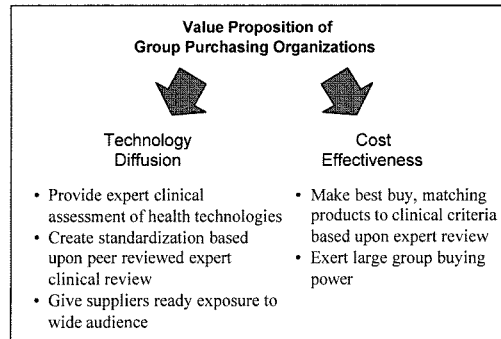 Value Proposition of
Group Purchasing Organizations
Technology
Diffusion
• Provide expert clinical
assessment of health technologies
• Create standardization based
upon peer reviewed expert
clinical review
• Give suppliers ready exposure to
wide audience
Cost
Effectiveness
• Make best buy, matching
products to clinical criteria
based upon expert review
• Exert large group buying
power